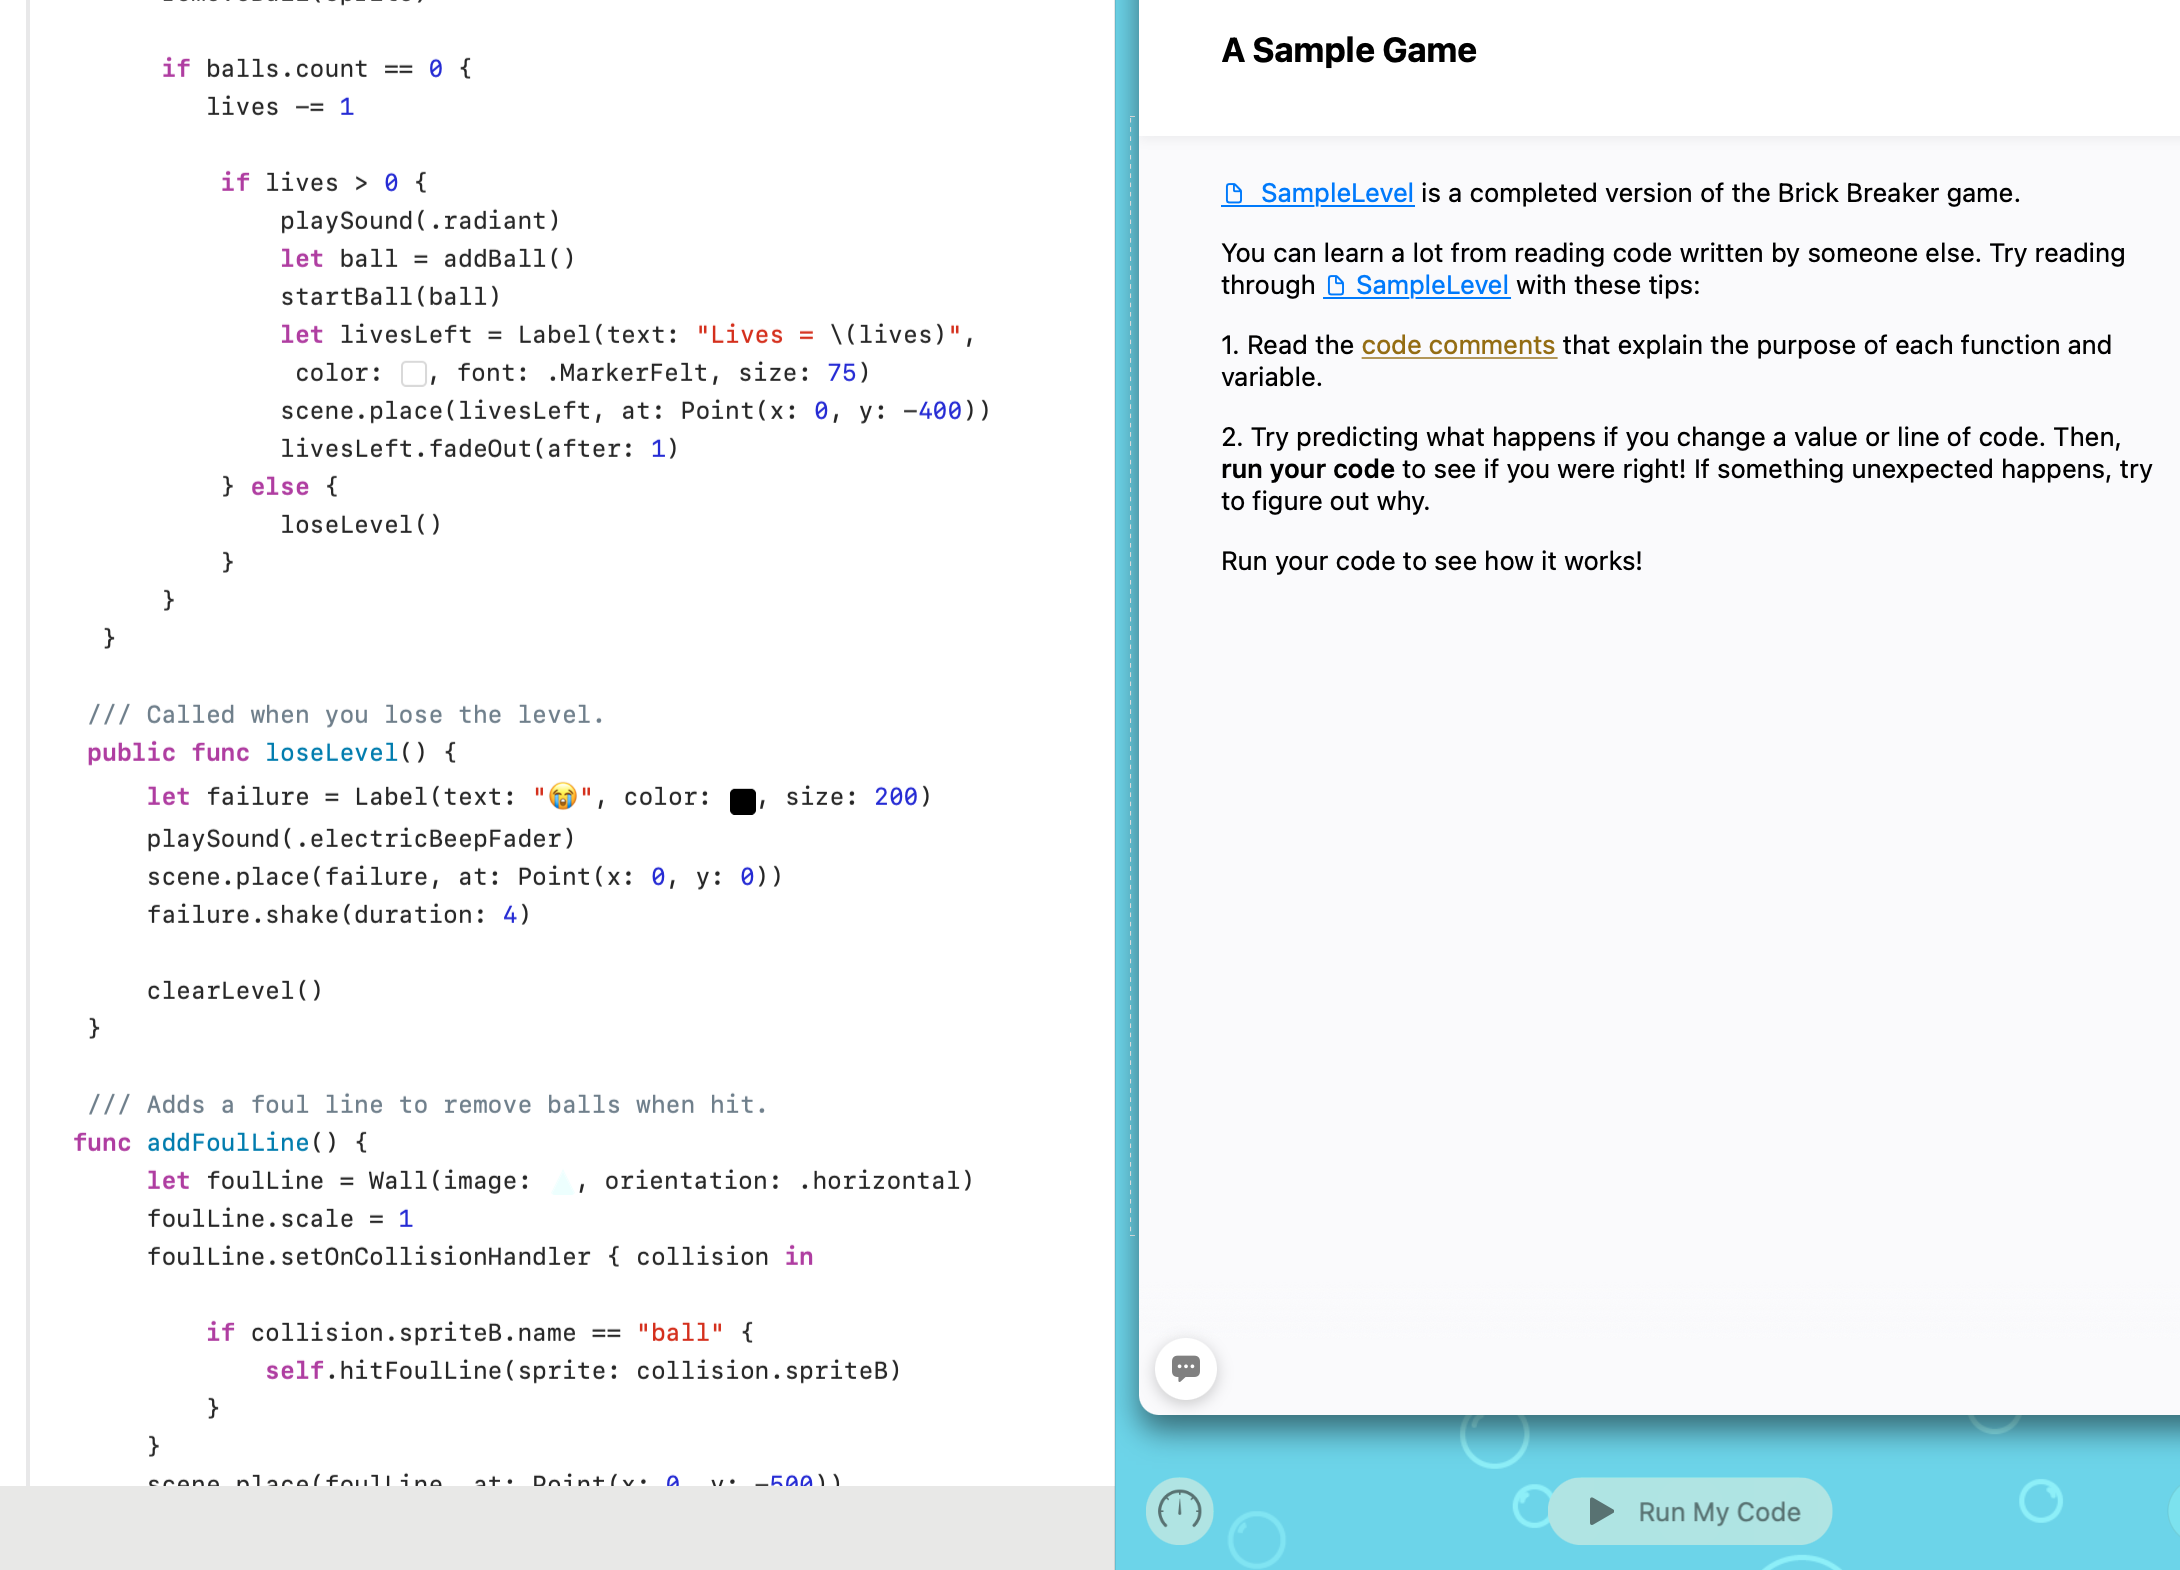 if balls.count == 0 {
lives -= 1
if lives > 0 {
playSound(.radiant)
let ball = addBall()
startBall(ball)
let livesLeft = Label(text: "Lives = \(lives)",
color: , font: .MarkerFelt, size: 75)
scene.place(livesLeft, at: Point(x: 0, y: -400))
livesLeft.fadeOut(after: 1)
} else {
loseLevel()
}
}
}
/// Called when you lose the level.
public func loseLevel() {
let failure = Label(text: "😭", color: , size: 200)
playSound(.electricBeepFader)
scene.place(failure, at: Point(x: 0, y: 0))
failure.shake(duration: 4)
clearLevel()
}
/// Adds a foul line to remove balls when hit.
func addFoulLine() {
let foulLine = Wall(image: , orientation: .horizontal)
foulLine.scale = 1
foulLine.setOnCollisionHandler { collision in
if collision.spriteB.name == "ball" {
self.hitFoulLine(sprite: collision.spriteB)
}
}
scene.place(foulLine, at: Point(x: 0, y: -500))
A Sample Game
SampleLevel is a completed version of the Brick Breaker game.
You can learn a lot from reading code written by someone else. Try reading
through SampleLevel with these tips:
1. Read the code comments that explain the purpose of each function and
variable.
2. Try predicting what happens if you change a value or line of code. Then,
run your code to see if you were right! If something unexpected happens, try
to figure out why.
Run your code to see how it works!
Run My Code